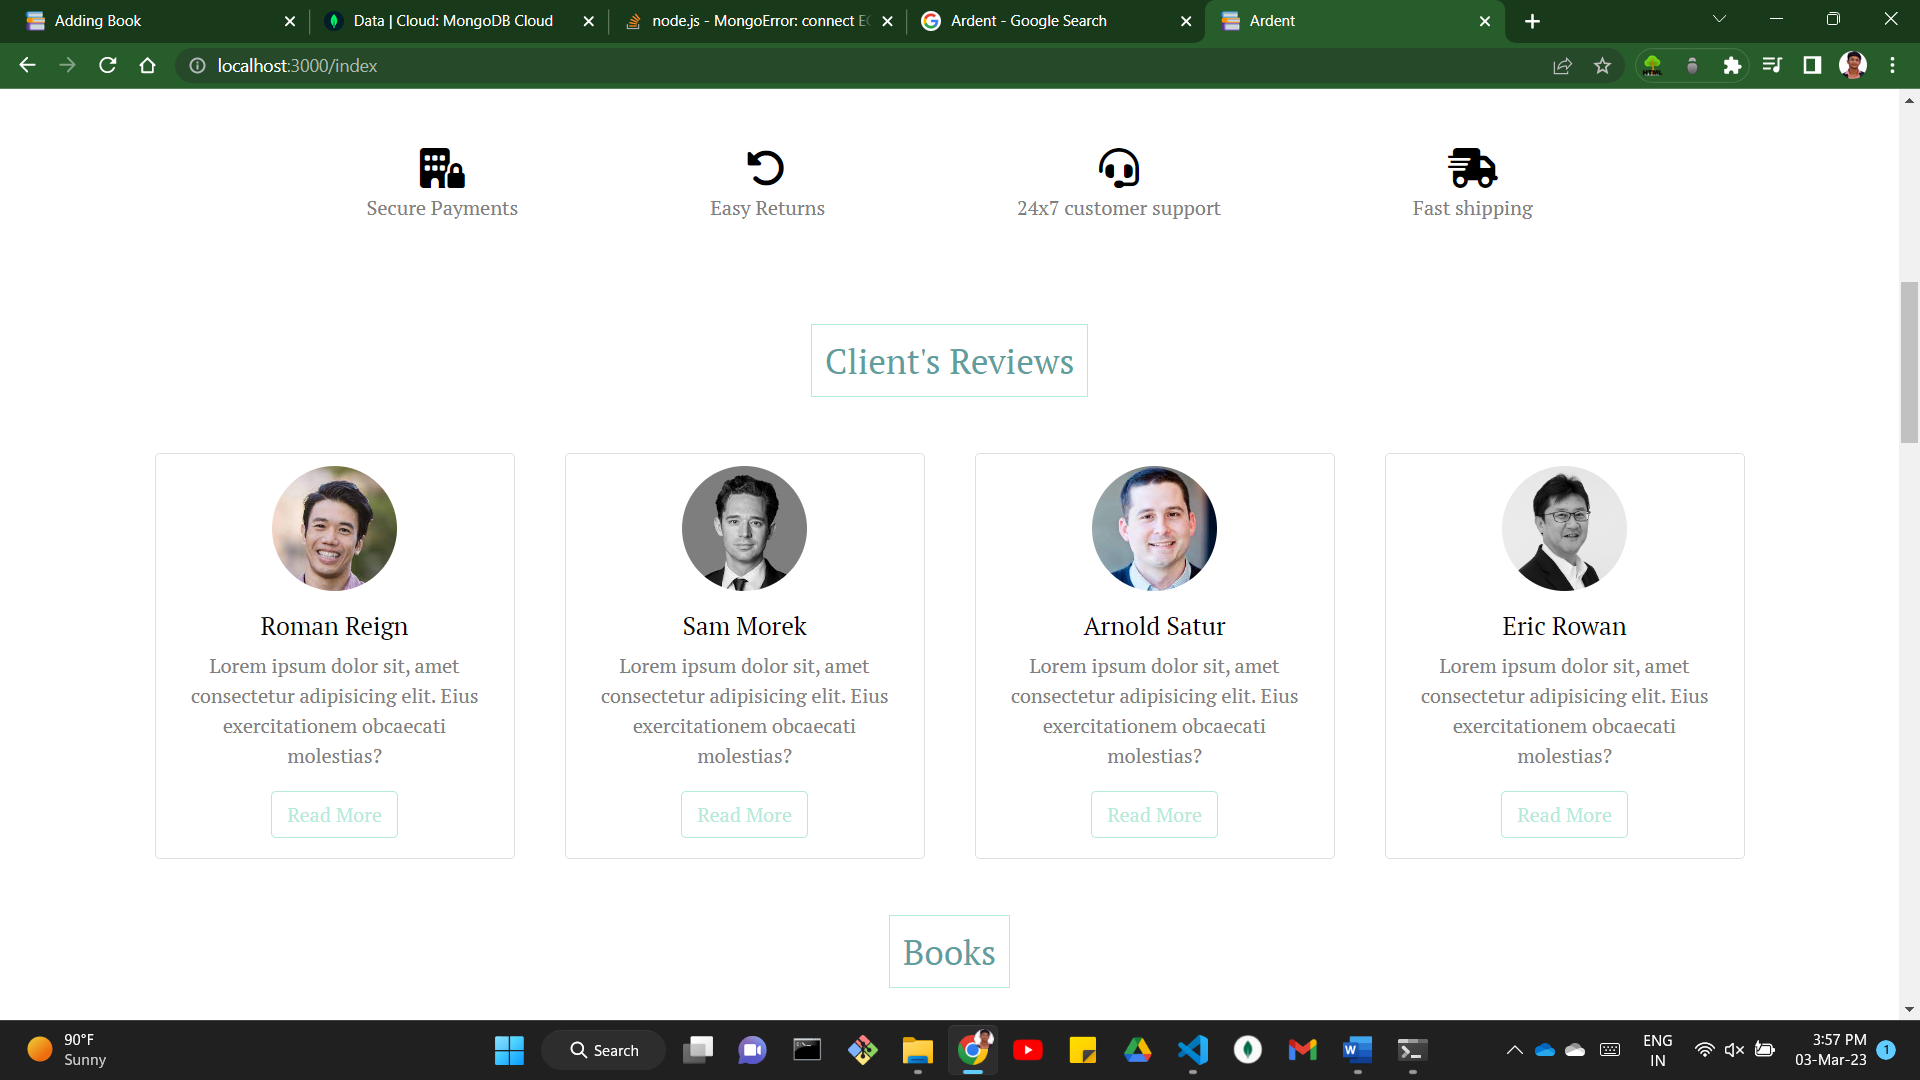 Adding Book
Data | Cloud: MongoDB Cloud
node.js - MongoError: connect EC
Ardent - Google Search
Ardent
localhost:3000/index
Secure Payments
Easy Returns
24x7 customer support
Fast shipping
Client's Reviews
Roman Reign
Lorem ipsum dolor sit, amet
consectetur adipisicing elit. Eius
exercitationem obcaecati
molestias?
Read More
Sam Morek
Lorem ipsum dolor sit, amet
consectetur adipisicing elit. Eius
exercitationem obcaecati
molestias?
Read More
Arnold Satur
Lorem ipsum dolor sit, amet
consectetur adipisicing elit. Eius
exercitationem obcaecati
molestias?
Read More
Eric Rowan
Lorem ipsum dolor sit, amet
consectetur adipisicing elit. Eius
exercitationem obcaecati
molestias?
Read More
Books
90°F
Sunny
Search
ENG
IN
3:57 PM
03-Mar-23
1